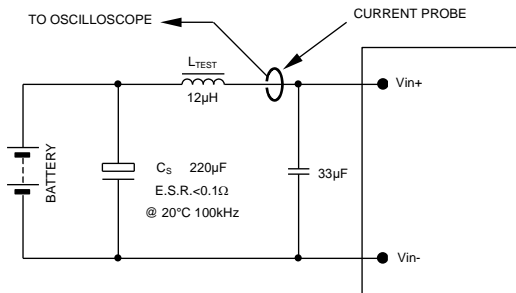 TO OSCILLOSCOPE
CURRENT PROBE
LTEST
12µH
Vin+
BATTERY
CS 220µF
E.S.R.<0.1Ω
@ 20°C 100kHz
33µF
Vin-